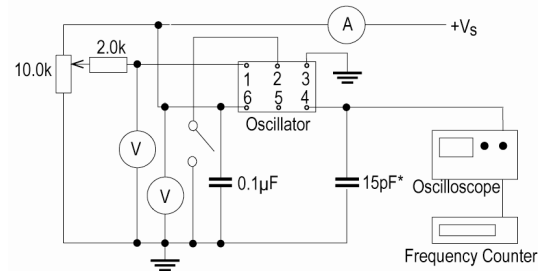 A
+Vs
2.0k
10.0k
1 2 3
6 5 4
Oscillator
V
V
0.1µF
15pF*
Oscilloscope
Frequency Counter